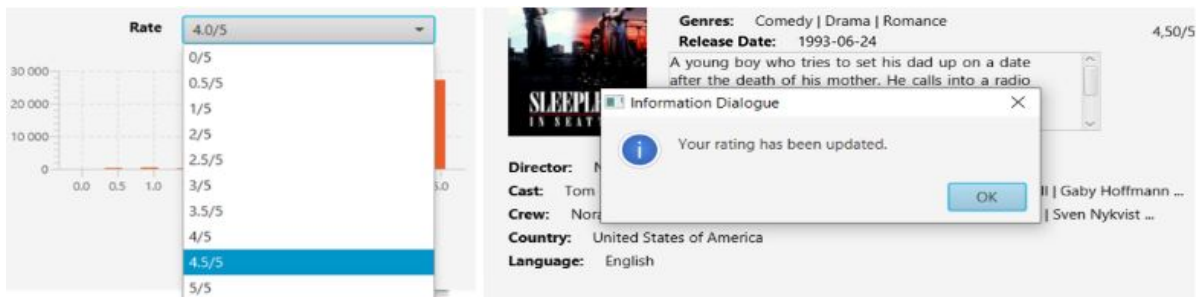 Rate 4.0/5
0/5
0.5/5
1/5
2/5
2.5/5
3/5
3.5/5
4/5
4.5/5
5/5
30 000
20 000
10 000
0
0.0 0.5 1.0 5.0
Genres: Comedy | Drama | Romance
4,50/5
Release Date: 1993-06-24
A young boy who tries to set his dad up on a date
after the death of his mother. He calls into a radio
SLEEPL
IN SEAT
Information Dialogue
Your rating has been updated.
OK
Director: N
Cast: Tom ll | Gaby Hoffmann ...
Crew: Nora | Sven Nykvist ...
Country: United States of America
Language: English